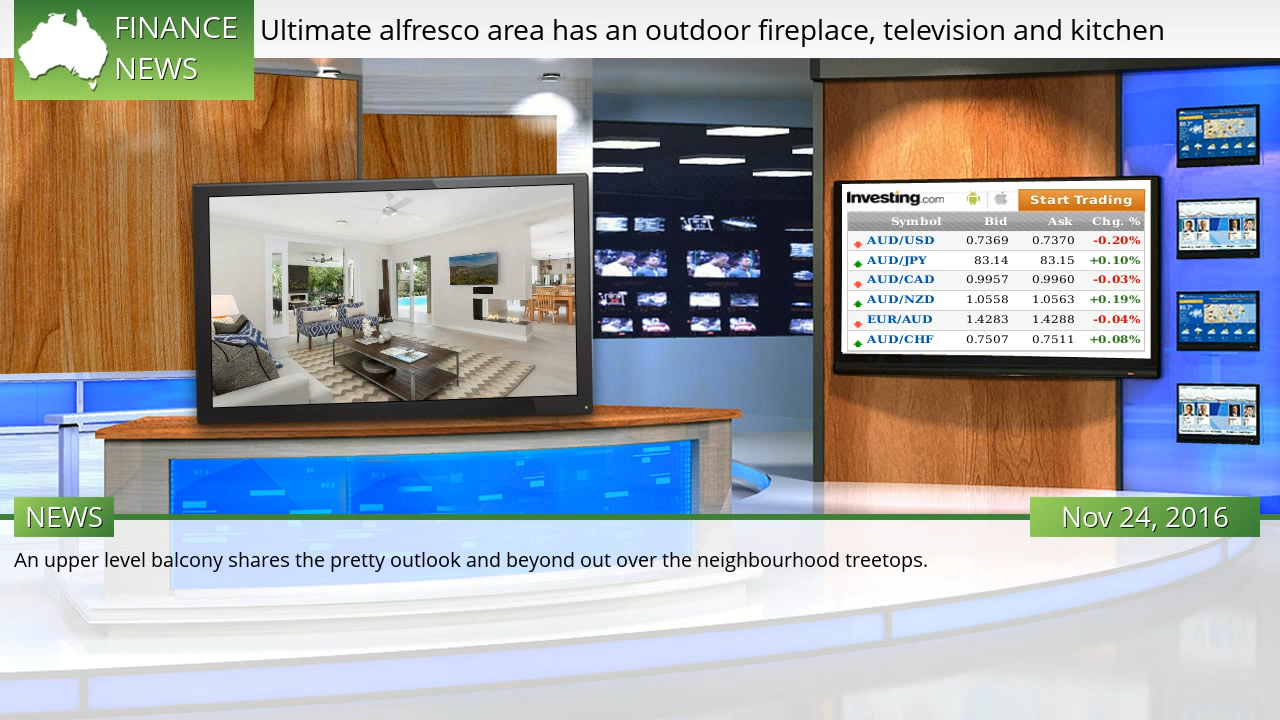 FINANCE
NEWS
Ultimate alfresco area has an outdoor fireplace, television and kitchen
Investing.com
Start Trading
Symbol Bid Ask Chg. %
AUD/USD 0.7369 0.7370 -0.20%
AUD/JPY 83.14 83.15 +0.10%
AUD/CAD 0.9957 0.9960 -0.03%
AUD/NZD 1.0558 1.0563 +0.19%
EUR/AUD 1.4283 1.4288 -0.04%
AUD/CHF 0.7507 0.7511 +0.08%
NEWS
Nov 24, 2016
An upper level balcony shares the pretty outlook and beyond out over the neighbourhood treetops.